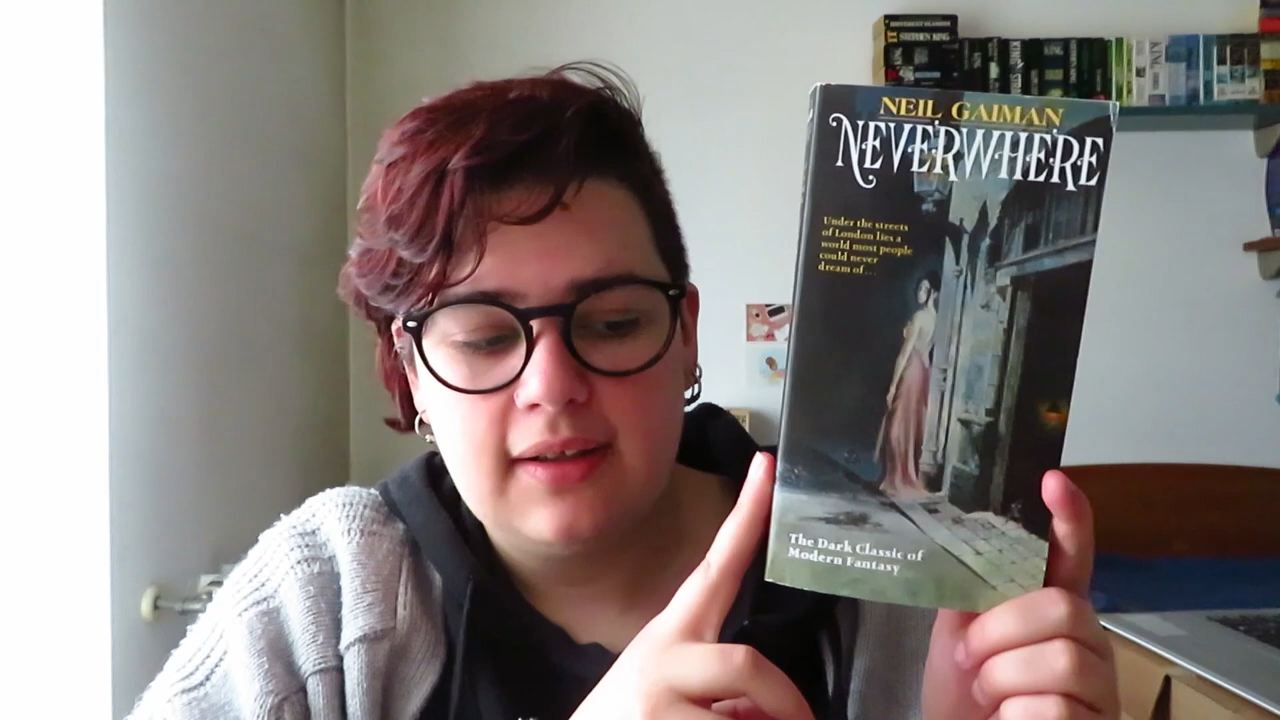 STEPHEN KING
KING
NEIL GAIMAN
NEVERWHERE
Under the streets
of London lies a
world most people
could never
dream of...
The Dark Classic of
Modern Fantasy